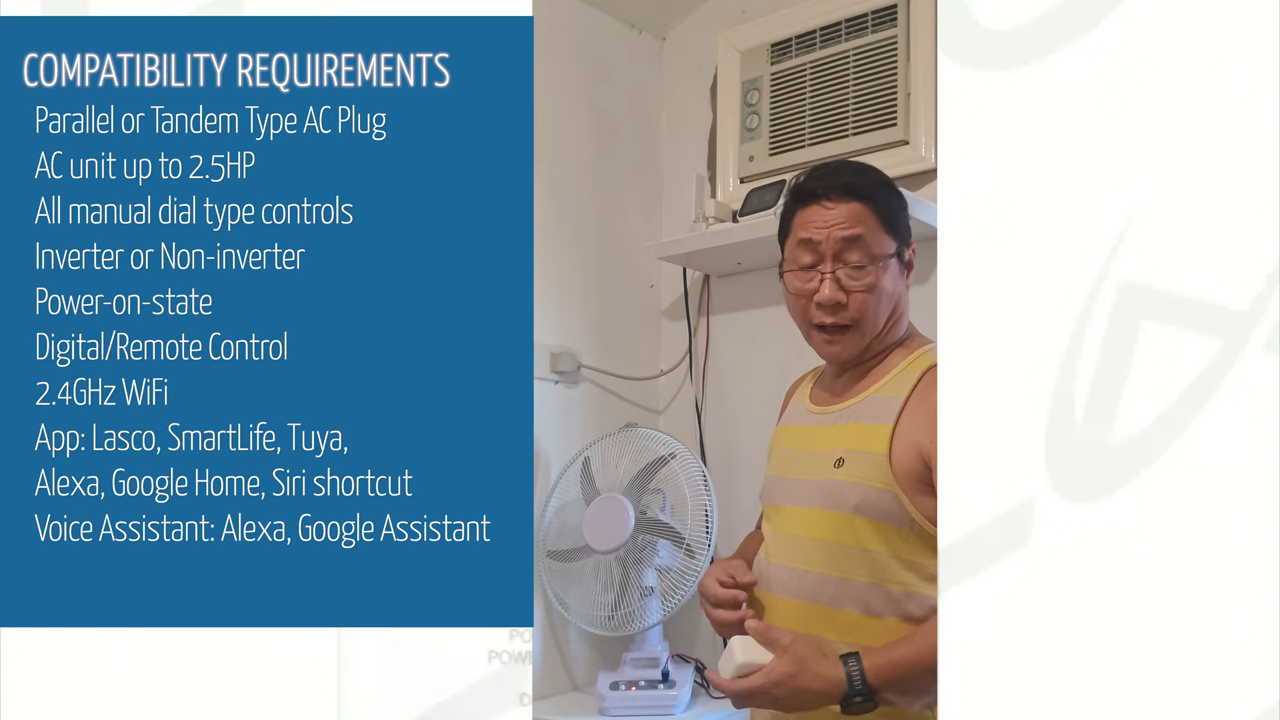 COMPATIBILITY REQUIREMENTS
Parallel or Tandem Type AC Plug
AC unit up to 2.5HP
All manual dial type controls
Inverter or Non-inverter
Power-on-state
Digital/Remote Control
2.4GHz WiFi
App: Lasco, SmartLife, Tuya,
Alexa, Google Home, Siri shortcut
Voice Assistant: Alexa, Google Assistant